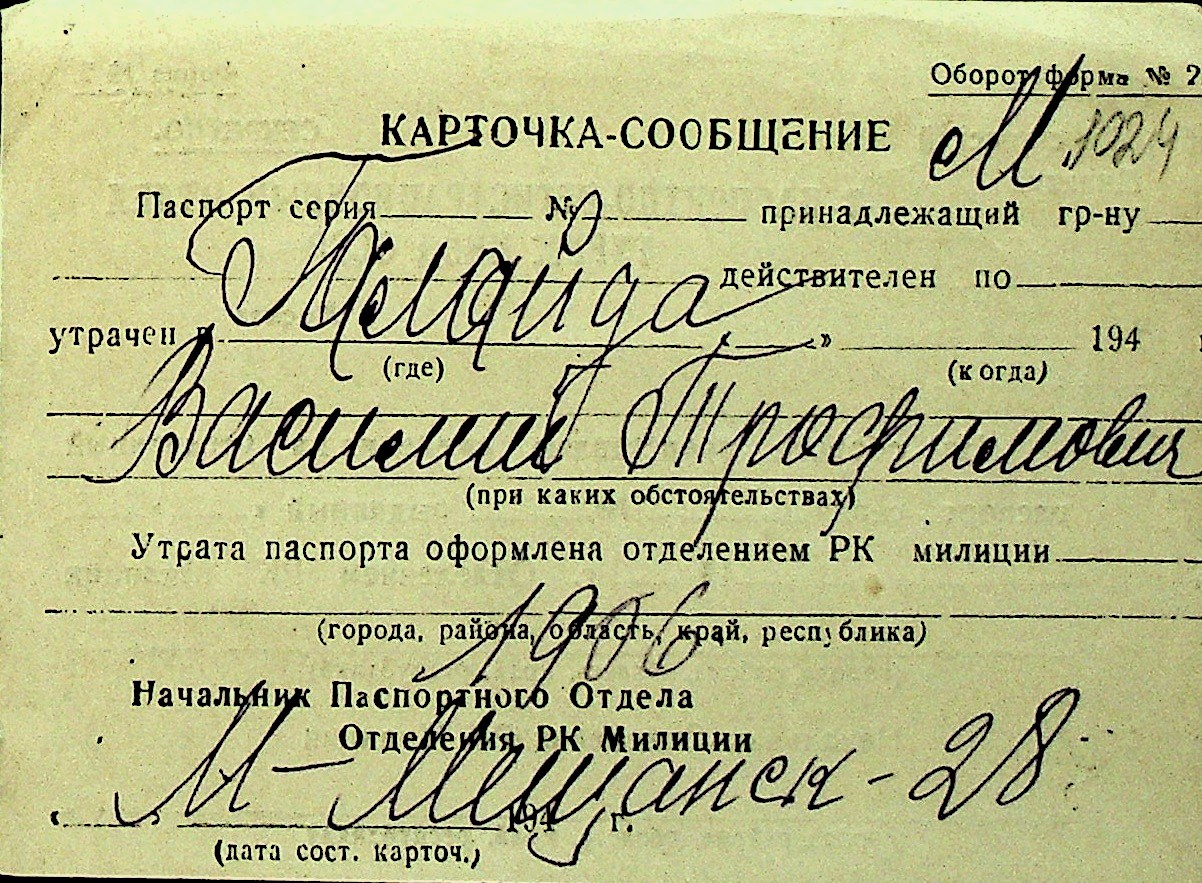 Оборот форма № 2
КАРТОЧКА-СООБЩЕНИЕ
М 1024
Паспорт серия № принадлежащий гр-ну
действителен по
утрачен в « » 194
(где) (когда)
Василий Трофимович
(при каких обстоятельствах)
Утрата паспорта оформлена отделением РК милиции
(города, района, область, край, республика)
1906
Начальник Паспортного Отдела
Отделения РК Милиции
М - Мещанск - 28
« » 194 г.
(дата сост. карточ.)